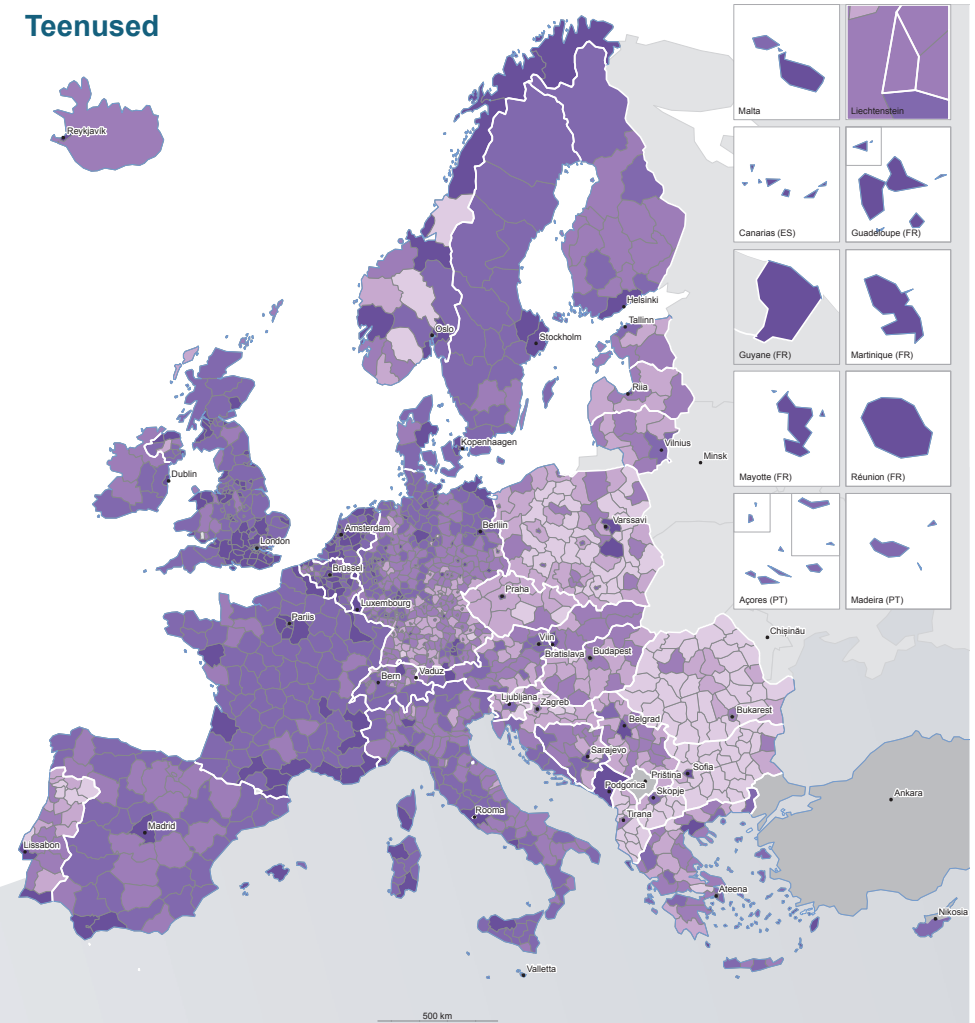 Teenused
Malta
Liechtenstein
Reykjavík
Canarias (ES)
Guadeloupe (FR)
Helsinki
Tallinn
Oslo
Stockholm
Guyane (FR)
Martinique (FR)
Riia
Kopenhaagen
Vilnius
Minsk
Dublin
Mayotte (FR)
Réunion (FR)
Amsterdam
Berliin
Varssavi
London
Brüssel
Praha
Luxembourg
Pariis
Açores (PT)
Madeira (PT)
Chișinău
Viin
Bratislava
Budapest
Bern
Vaduz
Ljubljana
Zagreb
Bukarest
Belgrad
Sarajevo
Sofia
Priština
Podgorica
Skopje
Ankara
Rooma
Tirana
Madrid
Lissabon
Ateena
Nikosia
Valletta
500 km